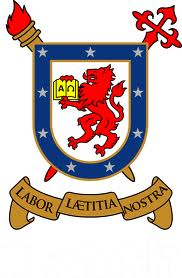 Α Ω
LABOR LÆTITIA NOSTRA